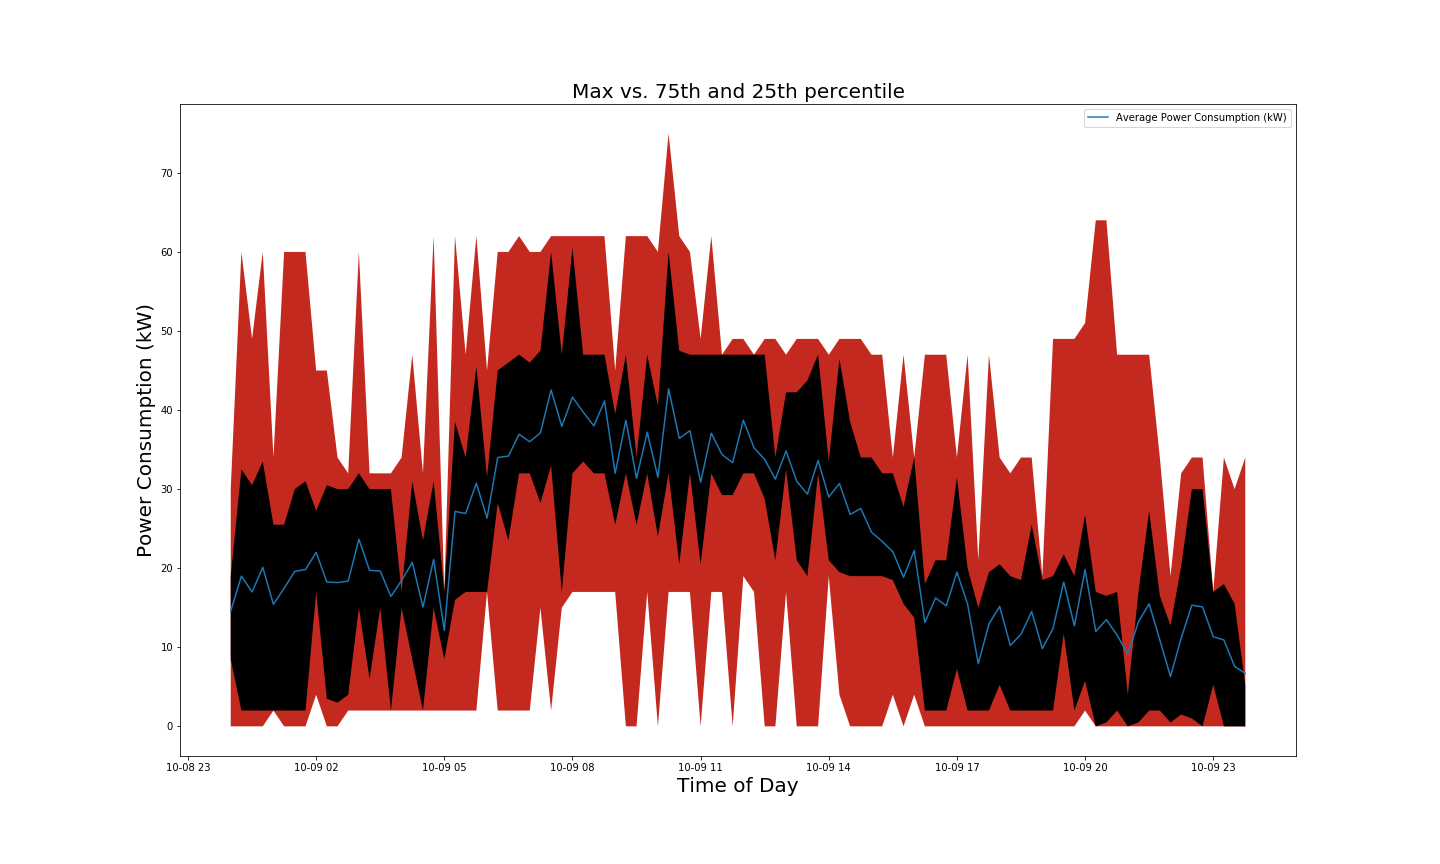 Max vs. 75th and 25th percentile
Average Power Consumption (kW)
Power Consumption (kW)
70
60
50
40
30
20
10
0
10-08 23 10-09 02 10-09 05 10-09 08 10-09 11 10-09 14 10-09 17 10-09 20 10-09 23
Time of Day